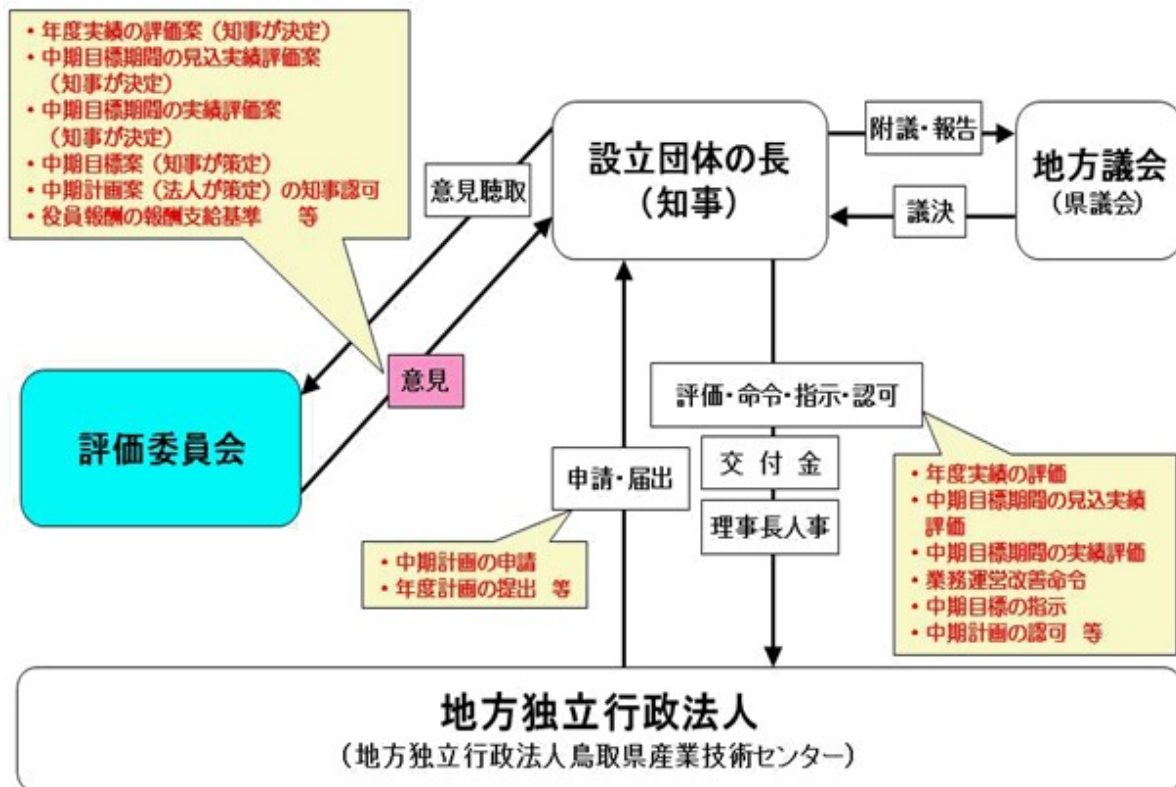 ・年度実績の評価案（知事が決定）
・中期目標期間の見込実績評価案
（知事が決定）
・中期目標期間の実績評価案
（知事が決定）
・中期目標案（知事が策定）
・中期計画案（法人が策定）の知事認可
・役員報酬の報酬支給基準　等
意見聴取
設立団体の長
（知事）
附議・報告
議決
地方議会
（県議会）
意見
評価委員会
評価・命令・指示・認可
交 付 金
理事長人事
申請・届出
・中期計画の申請
・年度計画の提出　等
・年度実績の評価
・中期目標期間の見込実績
評価
・中期目標期間の実績評価
・業務運営改善命令
・中期目標の指示
・中期計画の認可　等
地方独立行政法人
（地方独立行政法人鳥取県産業技術センター）